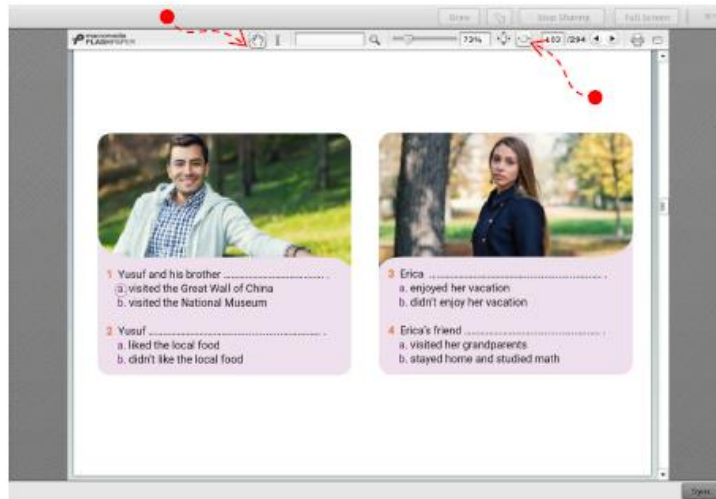 Draw Stop Sharing Full Screen
macromedia
FLASHPAPER 73% 103 /294
1 Yusuf and his brother ............................ .
a. visited the Great Wall of China
b. visited the National Museum
2 Yusuf ................................................ .
a. liked the local food
b. didn't like the local food
3 Erica ................................................ .
a. enjoyed her vacation
b. didn't enjoy her vacation
4 Erica's friend ...................................... .
a. visited her grandparents
b. stayed home and studied math
Sync